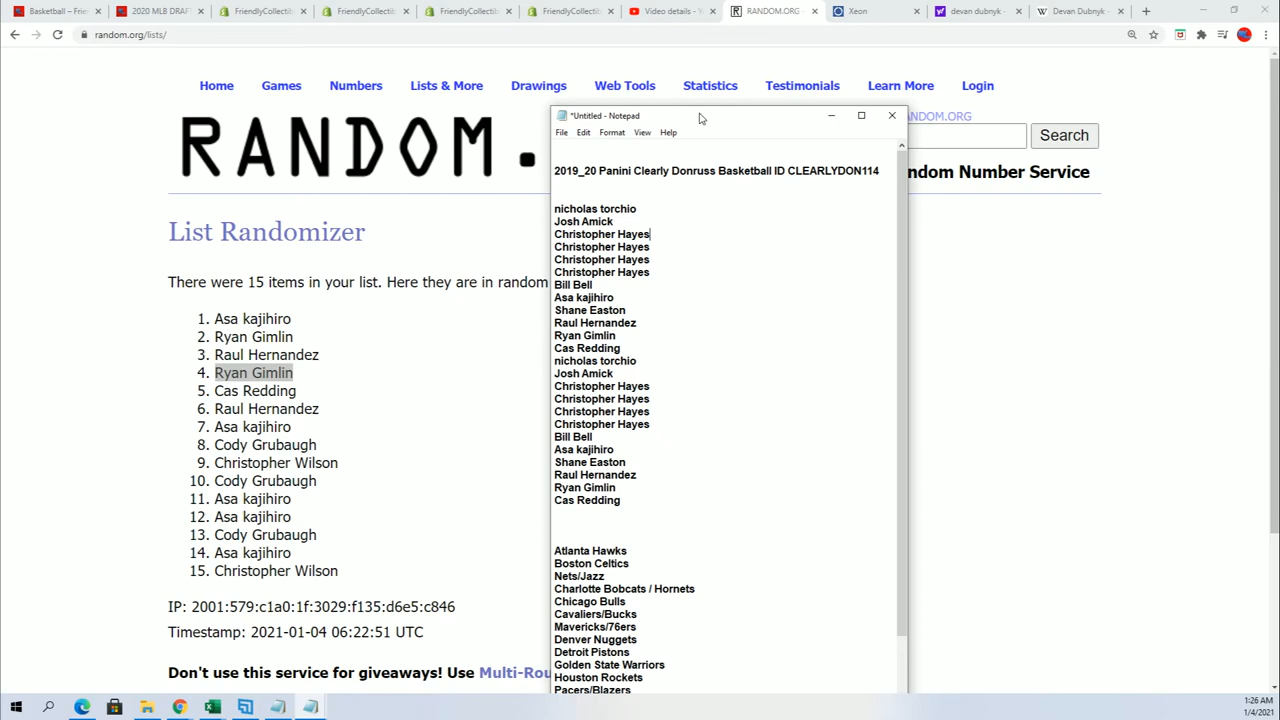 Basketball – Frie
2020 MLB DRAF
FriendlyCollectib
FriendlyCollectib
FriendlyCollectib
FriendlyCollectib
Video details - Y
RANDOM.ORG -
Xeon
devan dubnyk -
Devan Dubnyk -
random.org/lists/
Home
Games
Numbers
Lists & More
Drawings
Web Tools
Statistics
Testimonials
Learn More
Login
RANDOM.
ANDOM.ORG
Search
ndom Number Service
List Randomizer
There were 15 items in your list. Here they are in random
1. Asa kajihiro
2. Ryan Gimlin
3. Raul Hernandez
4. Ryan Gimlin
5. Cas Redding
6. Raul Hernandez
7. Asa kajihiro
8. Cody Grubaugh
9. Christopher Wilson
10. Cody Grubaugh
11. Asa kajihiro
12. Asa kajihiro
13. Cody Grubaugh
14. Asa kajihiro
15. Christopher Wilson
IP: 2001:579:c1a0:1f:3029:f135:d6e5:c846
Timestamp: 2021-01-04 06:22:51 UTC
Don't use this service for giveaways! Use Multi-Rou
*Untitled - Notepad
File Edit Format View Help
2019_20 Panini Clearly Donruss Basketball ID CLEARLYDON114
nicholas torchio
Josh Amick
Christopher Hayes
Christopher Hayes
Christopher Hayes
Christopher Hayes
Bill Bell
Asa kajihiro
Shane Easton
Raul Hernandez
Ryan Gimlin
Cas Redding
nicholas torchio
Josh Amick
Christopher Hayes
Christopher Hayes
Christopher Hayes
Christopher Hayes
Bill Bell
Asa kajihiro
Shane Easton
Raul Hernandez
Ryan Gimlin
Cas Redding
Atlanta Hawks
Boston Celtics
Nets/Jazz
Charlotte Bobcats / Hornets
Chicago Bulls
Cavaliers/Bucks
Mavericks/76ers
Denver Nuggets
Detroit Pistons
Golden State Warriors
Houston Rockets
Pacers/Blazers
1:26 AM
1/4/2021